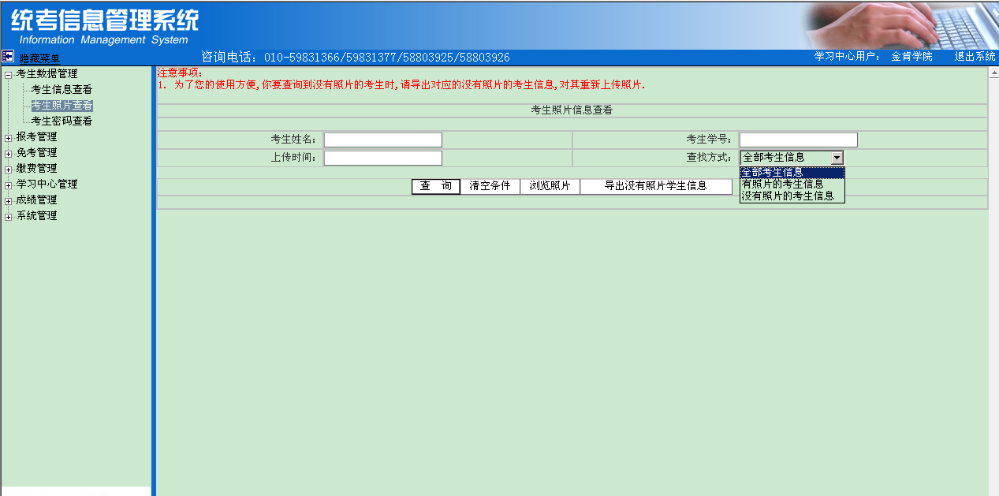 统考信息管理系统
Information Management System
隐藏菜单
咨询电话：010-59831366/59831377/58803925/58803926
学习中心用户： 金肯学院 退出系统
考生数据管理
考生信息查看
考生照片查看
考生密码查看
报考管理
免考管理
缴费管理
学习中心管理
成绩管理
系统管理
注意事项：
1. 为了您的使用方便,你要查询到没有照片的考生时,请导出对应的没有照片的考生信息,对其重新上传照片.
考生照片信息查看
考生姓名：
考生学号：
上传时间：
查找方式： 全部考生信息
全部考生信息
有照片的考生信息
没有照片的考生信息
查 询 清空条件 浏览照片 导出没有照片学生信息